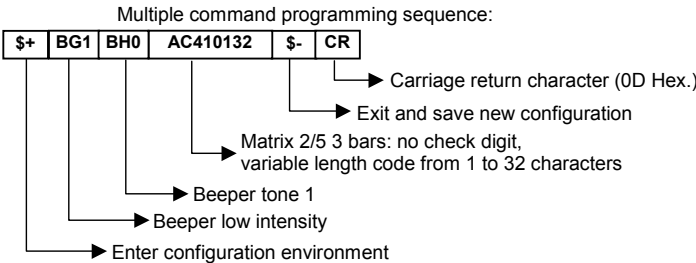 Multiple command programming sequence:
$+ BG1 BH0 AC410132 $- CR
Carriage return character (0D Hex.)
Exit and save new configuration
Matrix 2/5 3 bars: no check digit,
variable length code from 1 to 32 characters
Beeper tone 1
Beeper low intensity
Enter configuration environment